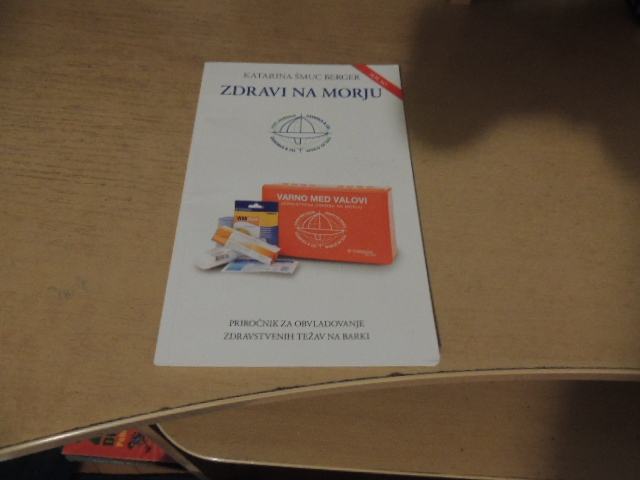 KATARINA ŠMUC BERGER
ZDRAVI NA MORJU
VARNO MED VALOVI
PRIROČNIK ZA OBVLADOVANJE
ZDRAVSTVENIH TEŽAV NA BARKI